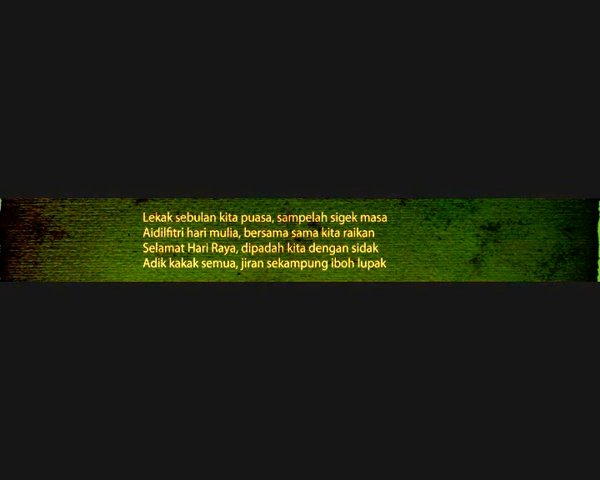 Lekak sebulan kita puasa, sampelah sigek masa
Aidilfitri hari mulia, bersama sama kita raikan
Selamat Hari Raya, dipadah kita dengan sidak
Adik kakak semua, jiran sekampung iboh lupak